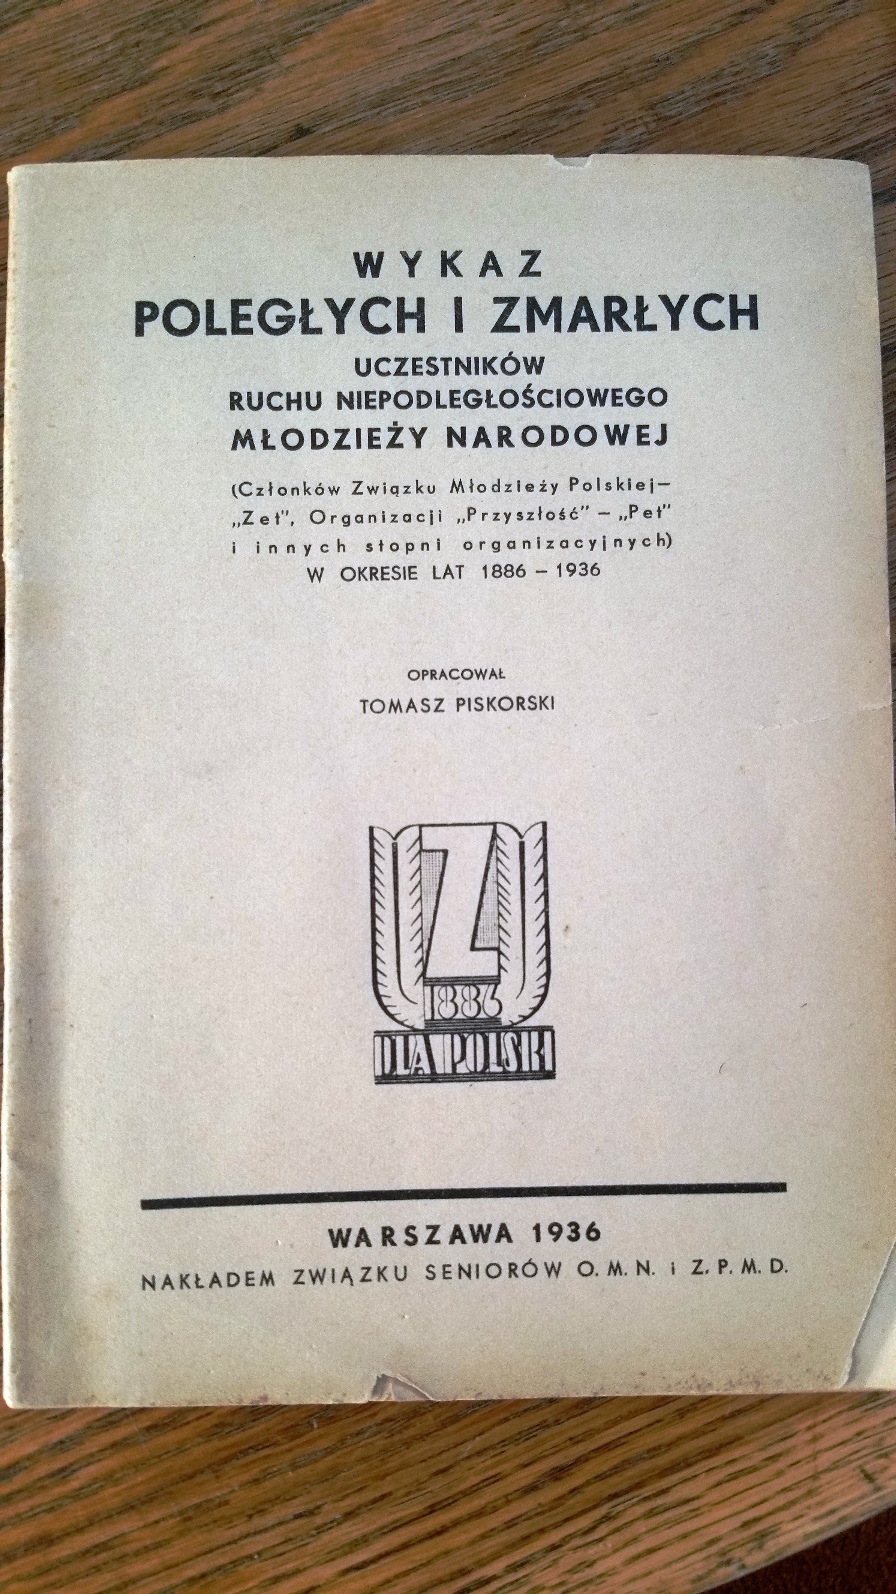 WYKAZ
POLEGŁYCH I ZMARŁYCH
UCZESTNIKÓW
RUCHU NIEPODLEGŁOŚCIOWEGO
MŁODZIEŻY NARODOWEJ
(Członków Związku Młodzieży Polskiej—
„Zet", Organizacji „Przyszłość" — „Pet"
i innych stopni organizacyjnych)
W OKRESIE LAT 1886 — 1936
OPRACOWAŁ
TOMASZ PISKORSKI
Z
1886
DLA POLSKI
WARSZAWA 1936
NAKŁADEM ZWIĄZKU SENIORÓW O. M. N. i Z. P. M. D.